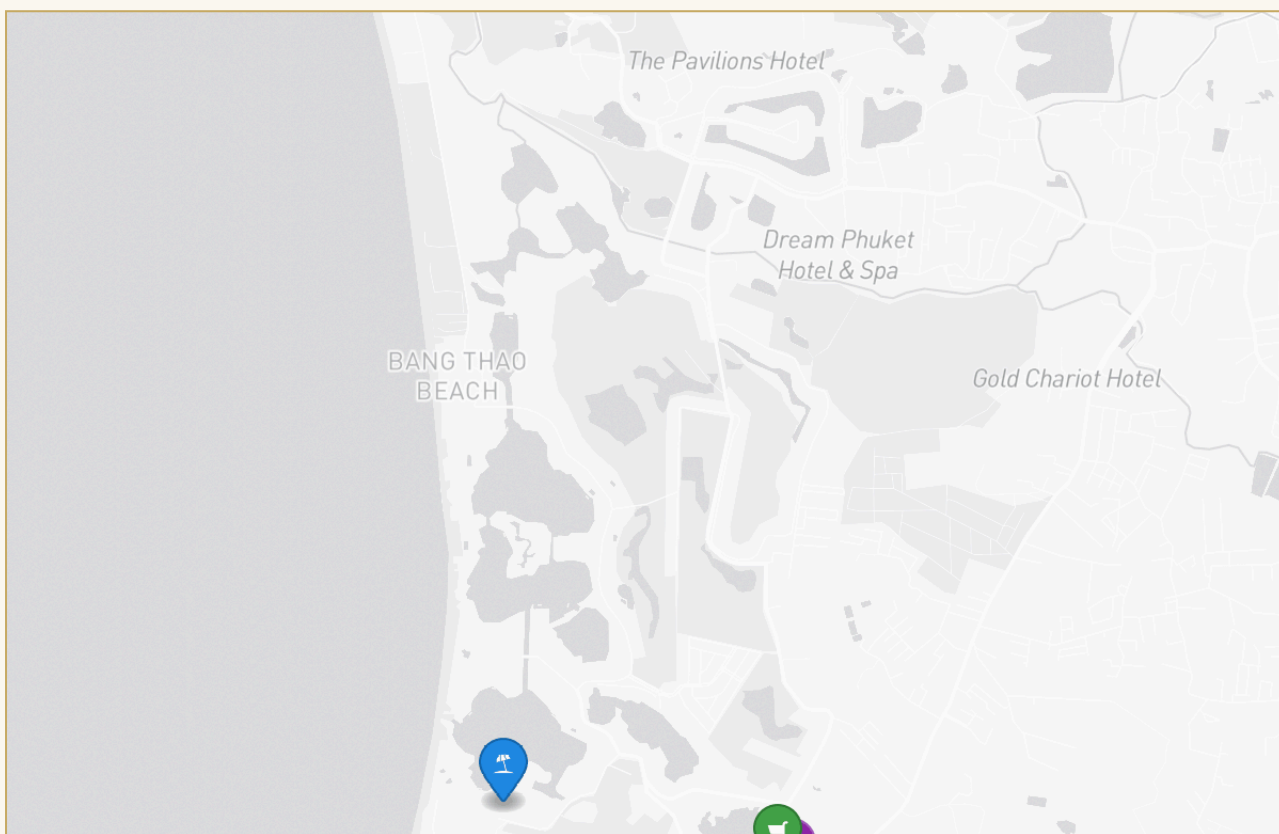 The Pavilions Hotel
Dream Phuket
Hotel & Spa
BANG THAO
BEACH
Gold Chariot Hotel